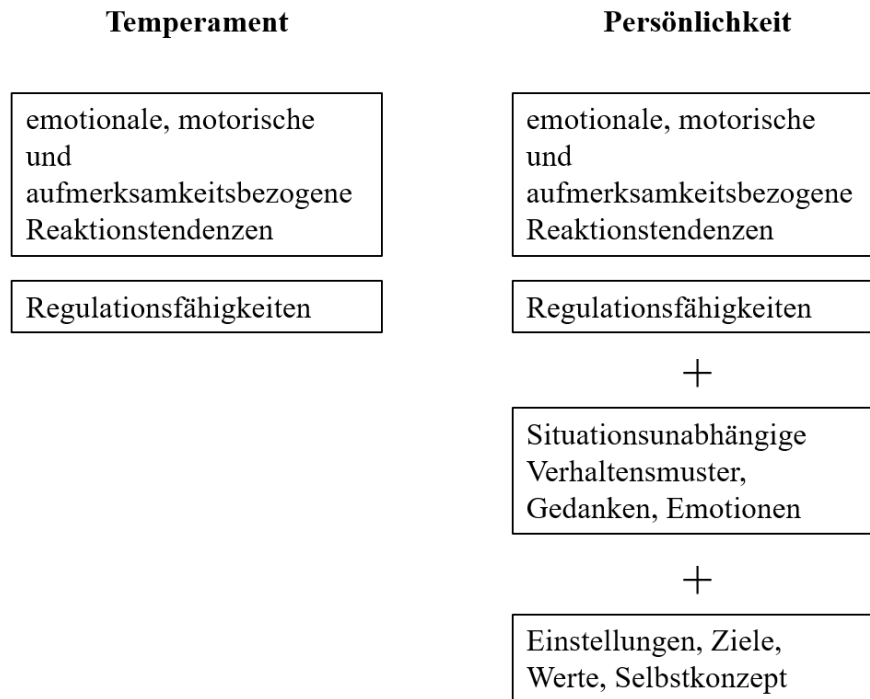 Temperament
emotionale, motorische
und
aufmerksamkeitsbezogene
Reaktionstendenzen
Regulationsfähigkeiten
Persönlichkeit
emotionale, motorische
und
aufmerksamkeitsbezogene
Reaktionstendenzen
Regulationsfähigkeiten
+
Situationsunabhängige
Verhaltensmuster,
Gedanken, Emotionen
+
Einstellungen, Ziele,
Werte, Selbstkonzept